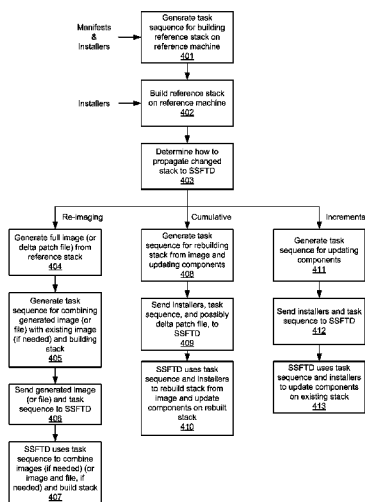 Manifests
&
Installers
Generate task
sequence for building
reference stack on
reference machine
401
Installers
Build reference stack
on reference machine
402
Determine how to
propagate changed
stack to SSFTD
403
Re-imaging
Cumulative
Increments
Generate full image (or
delta patch file) from
reference stack
404
Generate task
sequence for combining
generated image (or
file) with existing image
(if needed) and building
stack
405
Send generated image
(or file) and task
sequence to SSFTD
406
SSFTD uses task
sequence to combine
images (if needed) (or
image and file, if
needed) and build stack
407
Generate task
sequence for rebuilding
stack from image and
updating components
408
Send installers, task
sequence, and possibly
delta patch file, to
SSFTD
409
SSFTD uses task
sequence and installers
to rebuild stack from
image and update
components on rebuilt
stack
410
Generate task
sequence for updating
components
411
Send installers and task
sequence to SSFTD
412
SSFTD uses task
sequence and installers
to update components
on existing stack
413